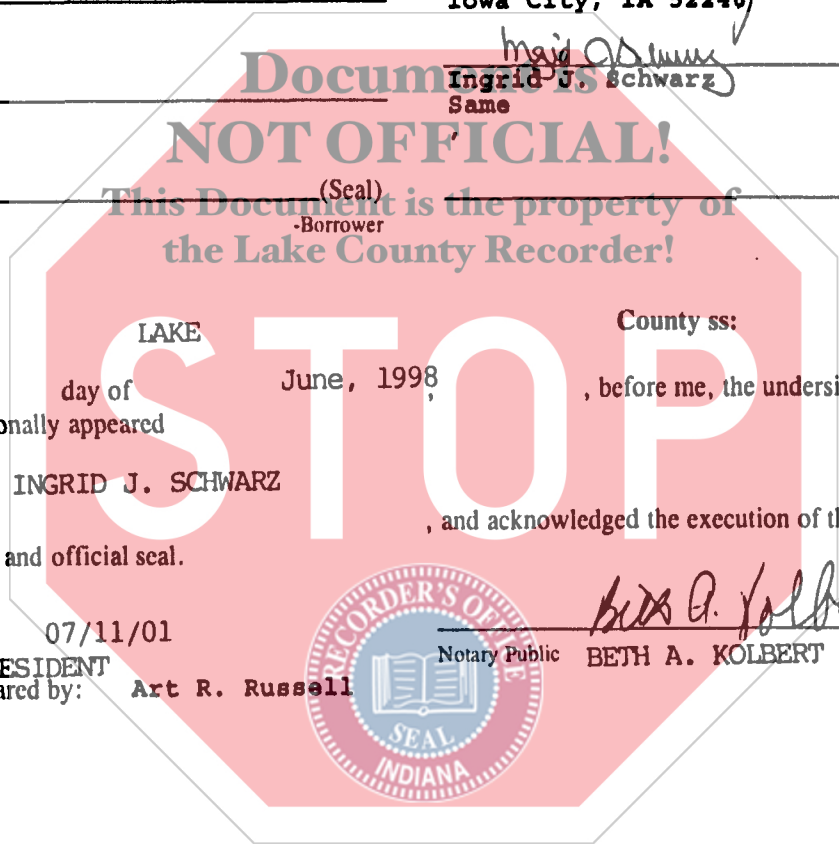 Iowa City, IA 52240
Ingrid J. Schwarz
Same
Document is
NOT OFFICIAL!
(Seal)
-Borrower
This Document is the property of
the Lake County Recorder!
STOP
LAKE County ss:
day of June, 1998, , before me, the undersi
onally appeared
INGRID J. SCHWARZ
, and acknowledged the execution of th
and official seal.
07/11/01
Beth A. Kolb
Notary Public BETH A. KOLBERT
ESIDENT
ared by: Art R. Russell
RECORDER'S OFFICE
SEAL
INDIANA